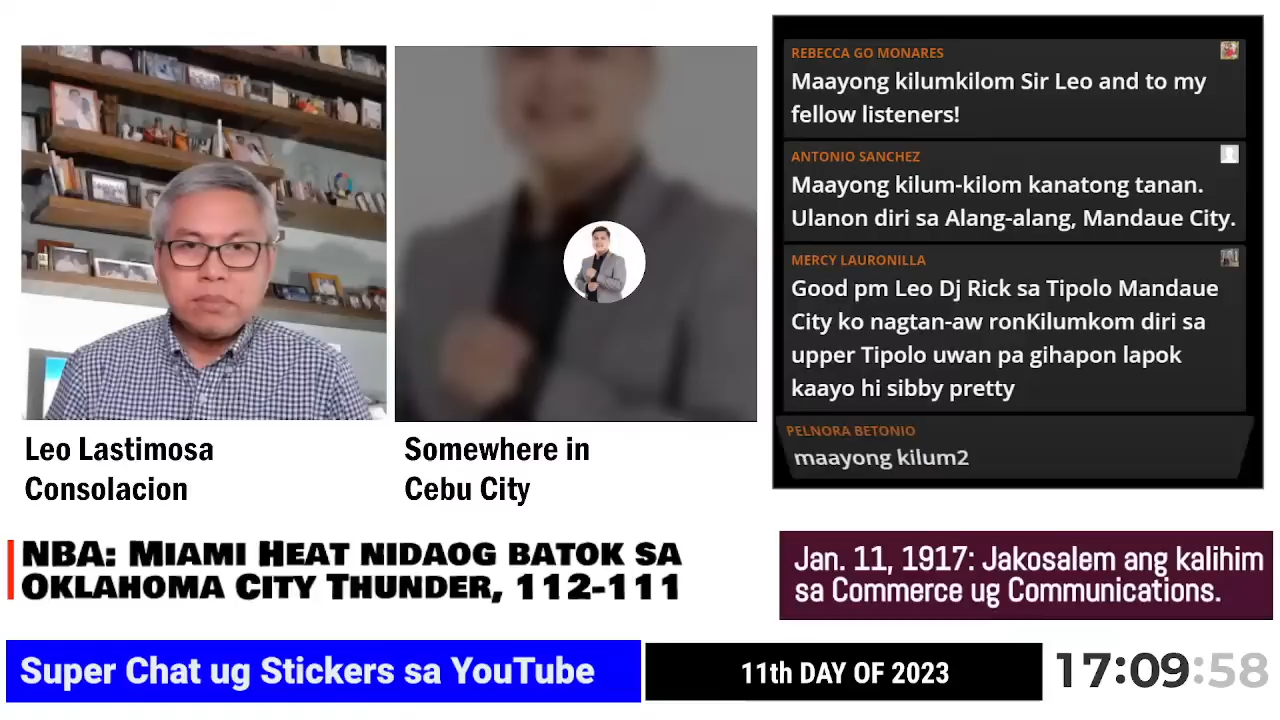 REBECCA GO MONARES
Maayong kilumkilom Sir Leo and to my
fellow listeners!
ANTONIO SANCHEZ
Maayong kilum-kilom kanatong tanan.
Ulanon diri sa Alang-alang, Mandaue City.
MERCY LAURONILLA
Good pm Leo Dj Rick sa Tipolo Mandaue
City ko nagtan-aw ronKilumkom diri sa
upper Tipolo uwan pa gihapon lapok
kaayo hi sibby pretty
PELNORA BETONIO
maayong kilum2
Leo Lastimosa
Consolacion
Somewhere in
Cebu City
NBA: MIAMI HEAT NIDAOG BATOK SA
OKLAHOMA CITY THUNDER, 112-111
Jan. 11, 1917: Jakosalem ang kalihim
sa Commerce ug Communications.
Super Chat ug Stickers sa YouTube
11th DAY OF 2023
17:09:58